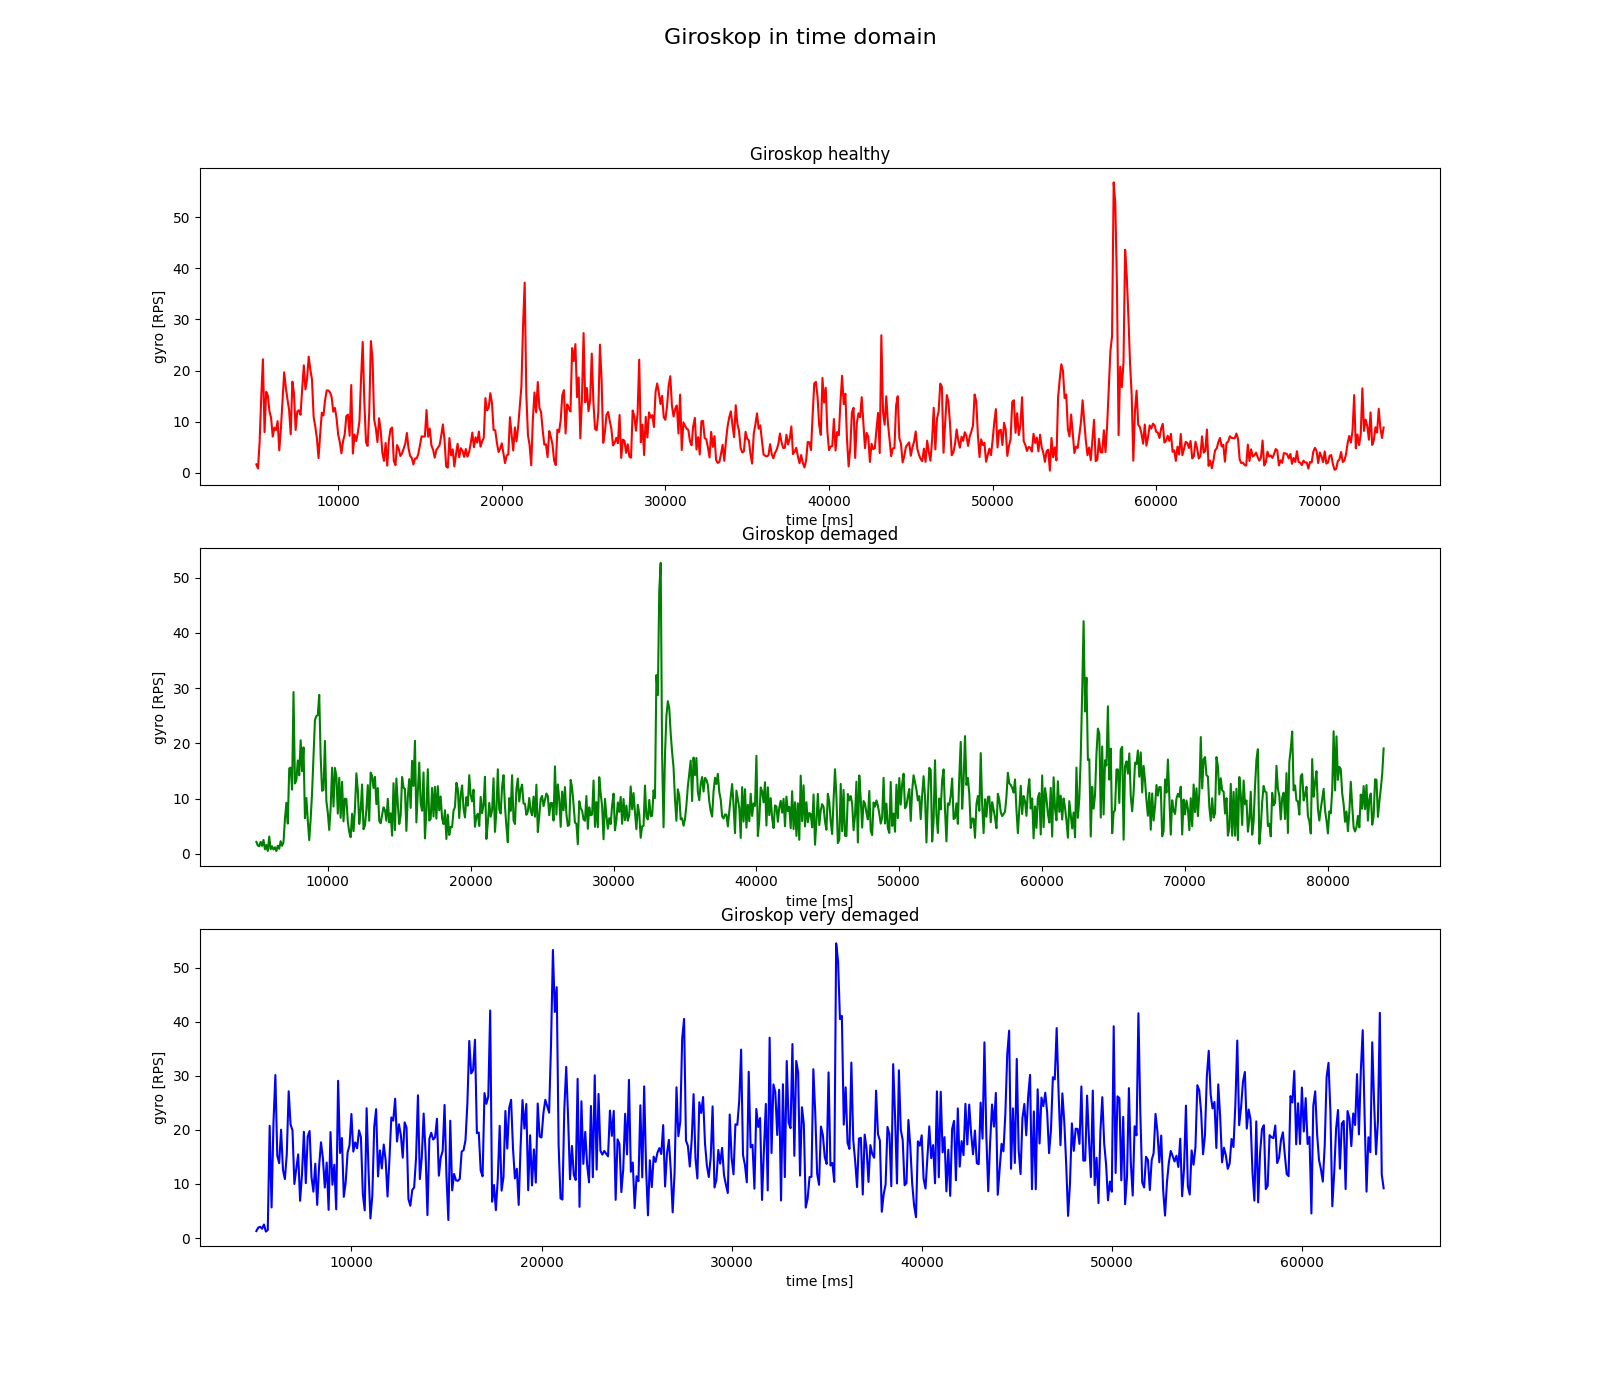 Giroskop in time domain
Giroskop healthy
gyro [RPS]
50
40
30
20
10
0
10000 20000 30000 40000 50000 60000 70000
time [ms]
Giroskop demaged
gyro [RPS]
50
40
30
20
10
0
10000 20000 30000 40000 50000 60000 70000 80000
time [ms]
Giroskop very demaged
gyro [RPS]
50
40
30
20
10
0
10000 20000 30000 40000 50000 60000
time [ms]